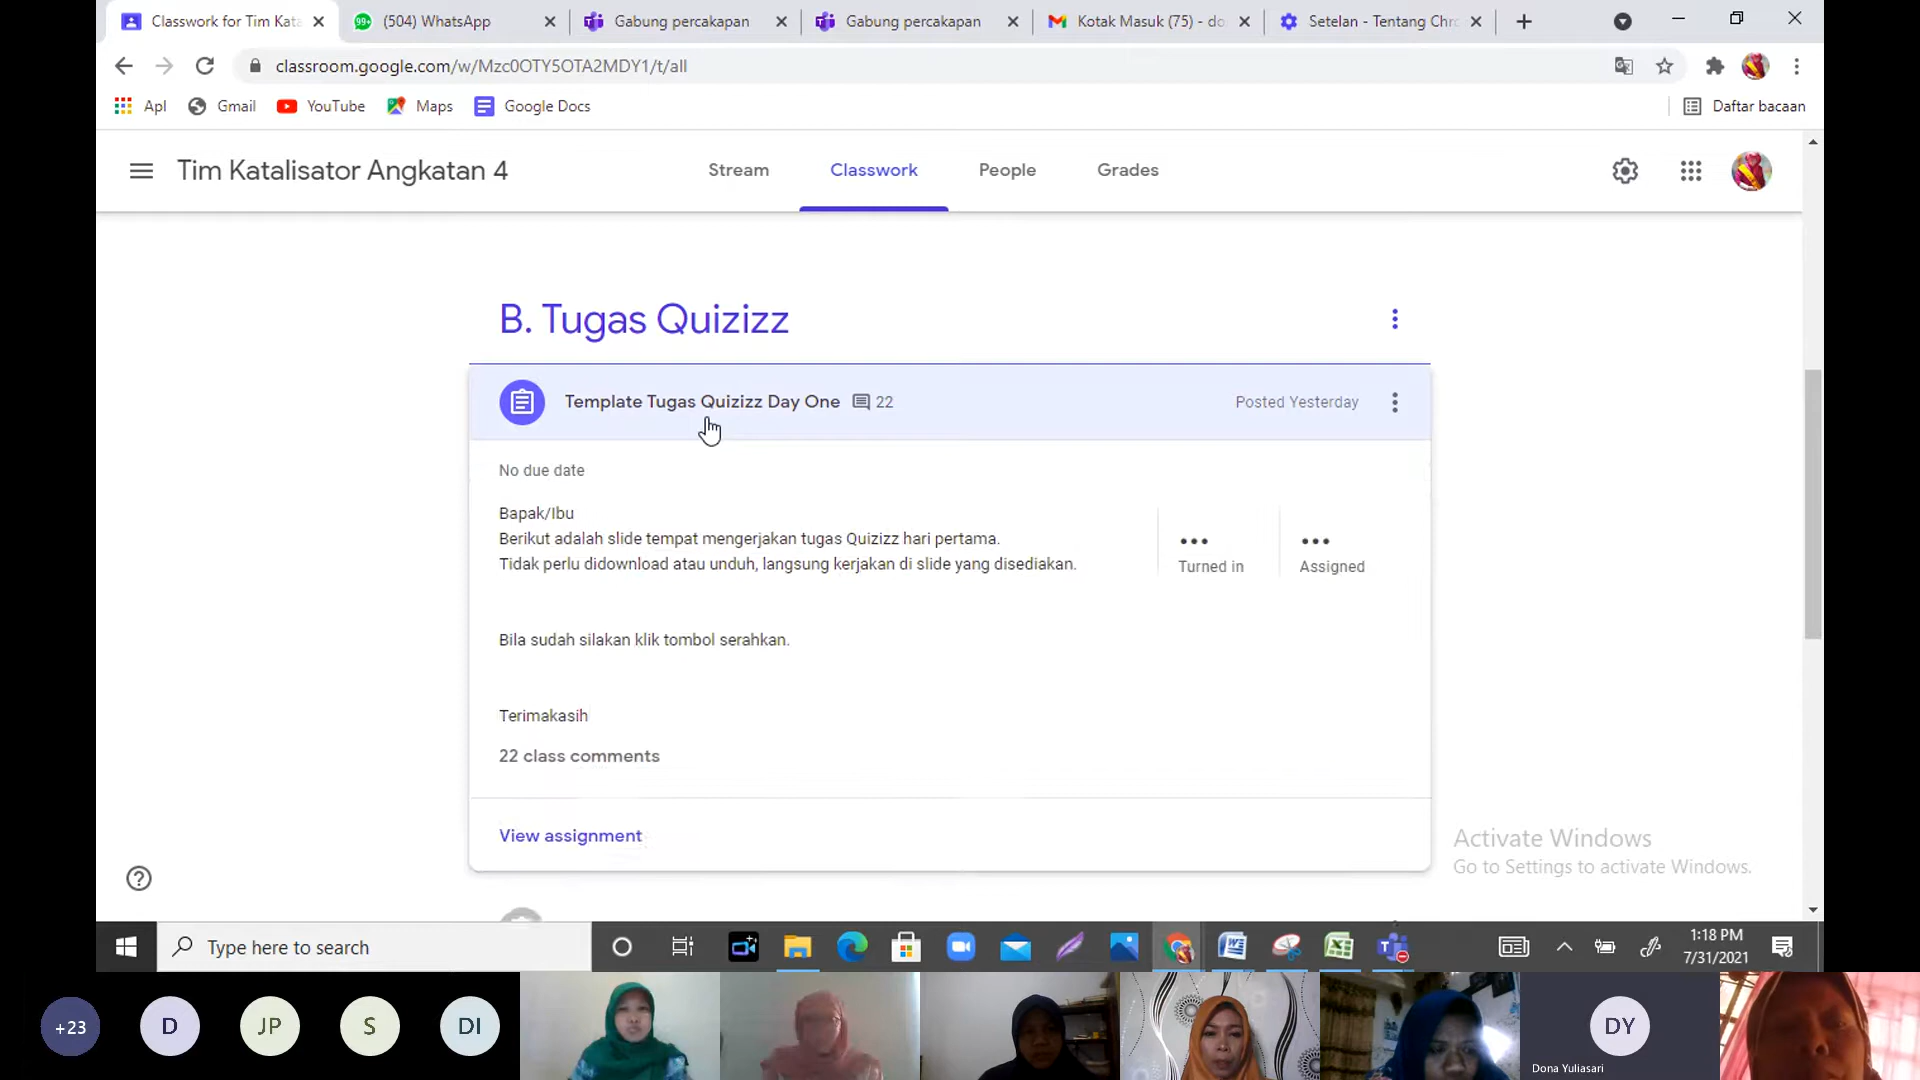 Classwork for Tim Kata
(504) WhatsApp
Gabung percakapan
Gabung percakapan
Kotak Masuk (75) - do
Setelan - Tentang Chr
classroom.google.com/w/Mzc0OTY5OTA2MDY1/t/all
Apl
Gmail
YouTube
Maps
Google Docs
Daftar bacaan
Tim Katalisator Angkatan 4
Stream
Classwork
People
Grades
B. Tugas Quizizz
Template Tugas Quizizz Day One
22
Posted Yesterday
No due date
Bapak/Ibu
Berikut adalah slide tempat mengerjakan tugas Quizizz hari pertama.
Tidak perlu didownload atau unduh, langsung kerjakan di slide yang disediakan.
Turned in
Assigned
Bila sudah silakan klik tombol serahkan.
Terimakasih
22 class comments
View assignment
Activate Windows
Go to Settings to activate Windows.
Type here to search
1:18 PM
7/31/2021
+23
D
JP
S
DI
DY
Dona Yuliasari